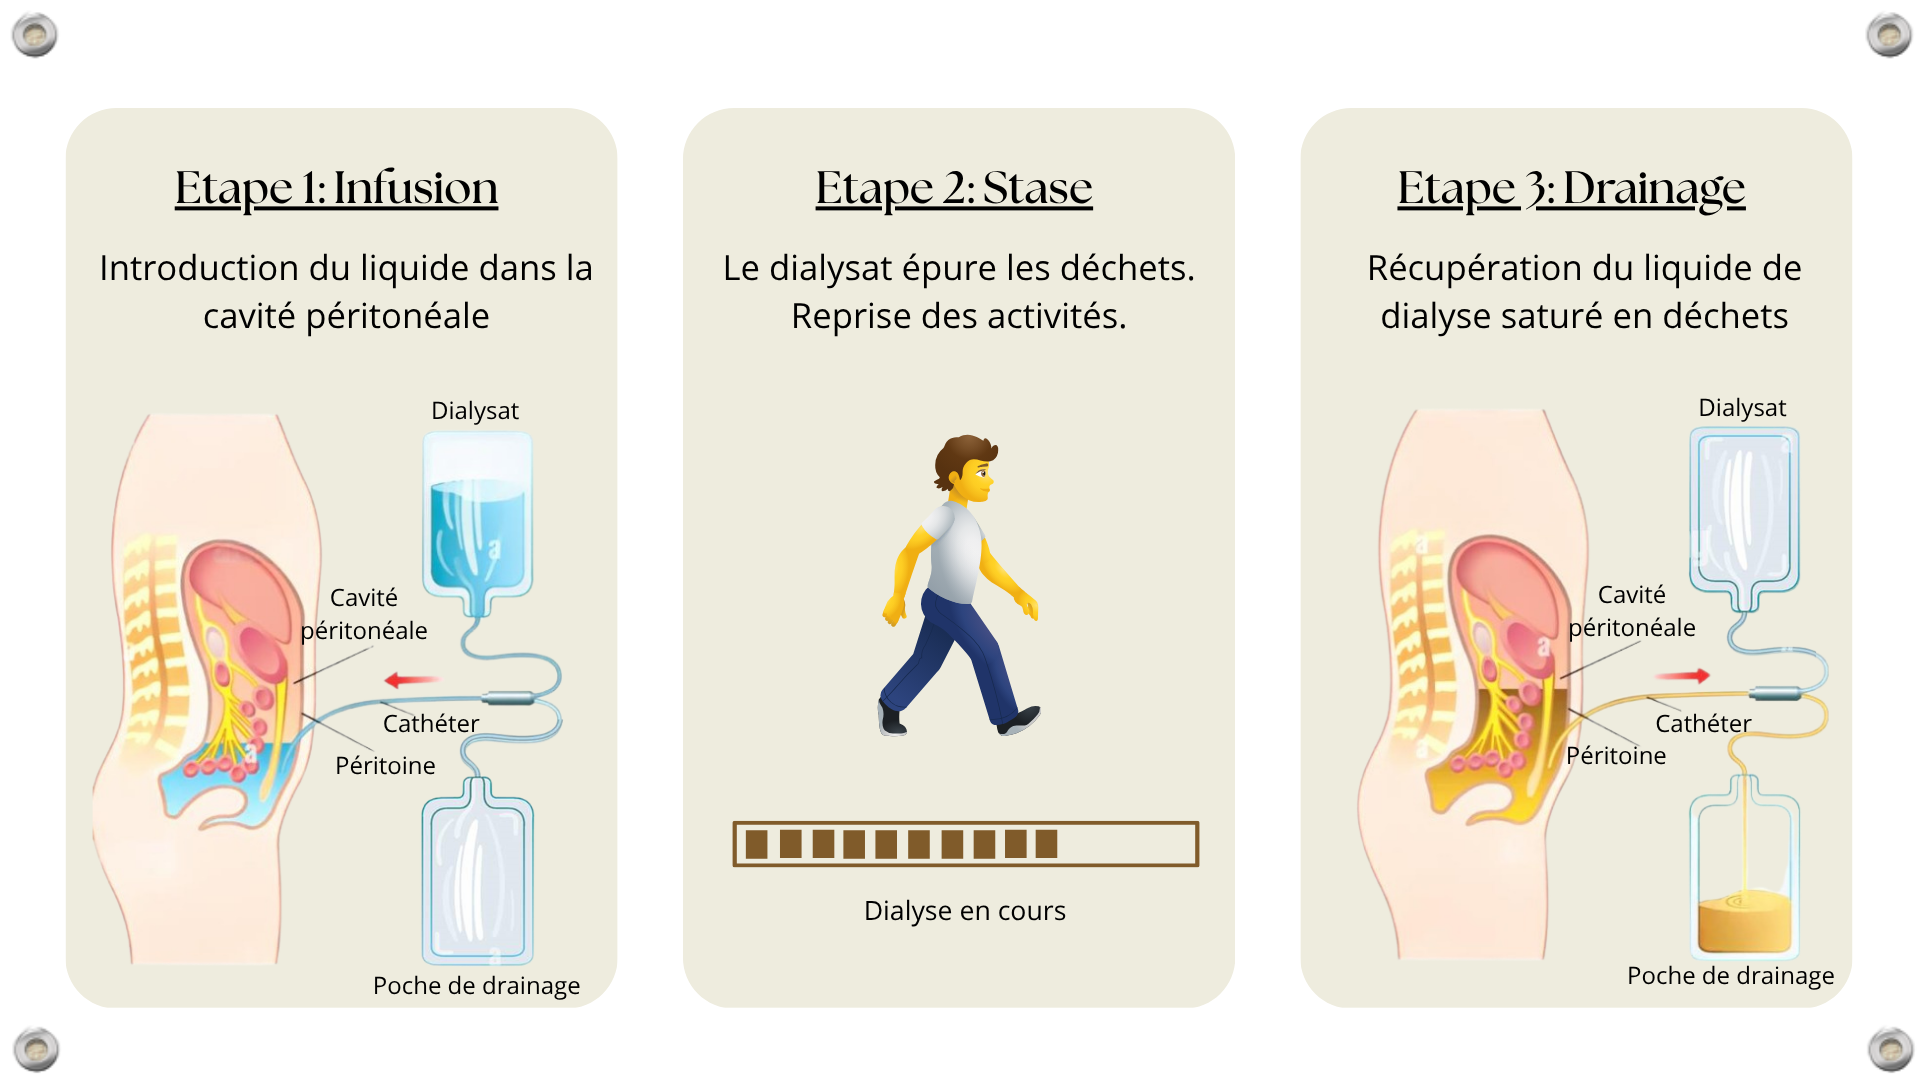 Etape 1: Infusion
Introduction du liquide dans la
cavité péritonéale
Dialysat
Cavité
péritonéale
Cathéter
Péritoine
Poche de drainage
Etape 2: Stase
Le dialysat épure les déchets.
Reprise des activités.
Dialyse en cours
Etape 3: Drainage
Récupération du liquide de
dialyse saturé en déchets
Dialysat
Cavité
péritonéale
Cathéter
Péritoine
Poche de drainage